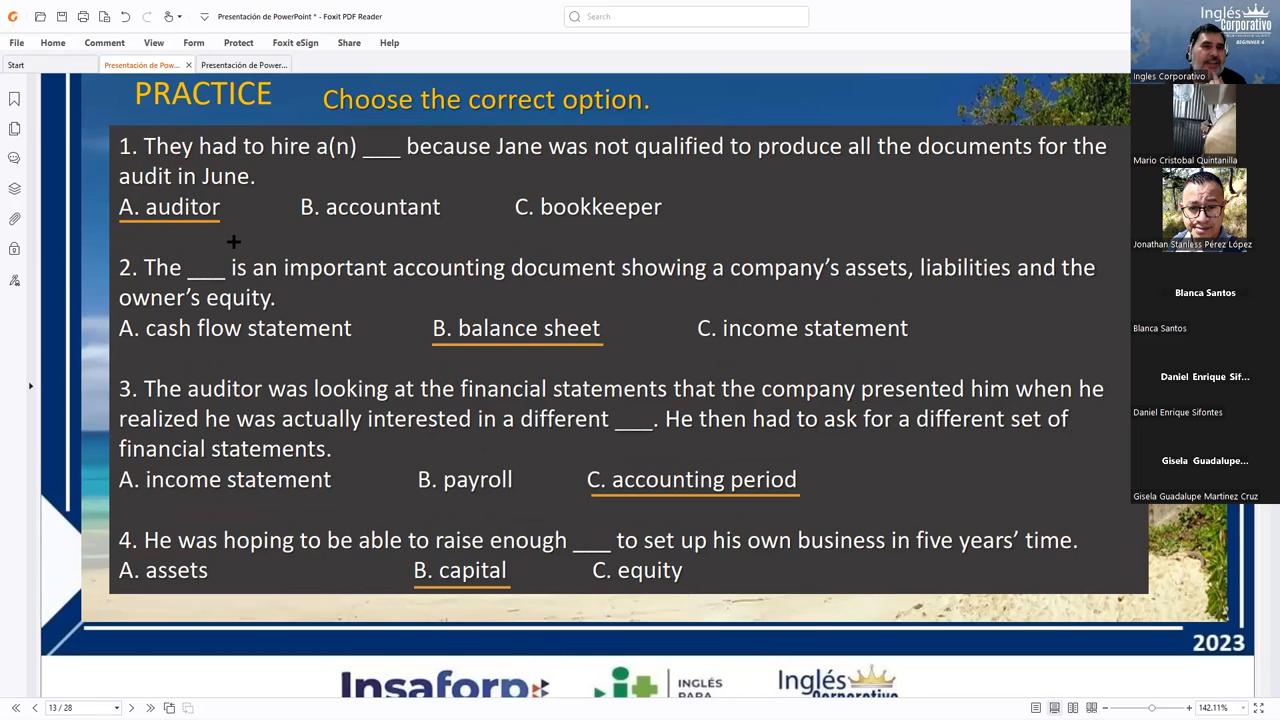 Presentación de PowerPoint * - Foxit PDF Reader
Search
File Home Comment View Form Protect Foxit eSign Share Help
Start Presentación de Pow... × Presentación de Power...
PRACTICE Choose the correct option.
1. They had to hire a(n) ___ because Jane was not qualified to produce all the documents for the
audit in June.
A. auditor B. accountant C. bookkeeper
2. The ___ is an important accounting document showing a company’s assets, liabilities and the
owner’s equity.
A. cash flow statement B. balance sheet C. income statement
3. The auditor was looking at the financial statements that the company presented him when he
realized he was actually interested in a different ___. He then had to ask for a different set of
financial statements.
A. income statement B. payroll C. accounting period
4. He was hoping to be able to raise enough ___ to set up his own business in five years’ time.
A. assets B. capital C. equity
2023
Insaforp
INGLÉS
PARA
Inglés
Corporativo
13 / 28
142.11%
Inglés
Corporativo
BEGINNER 4
Ingles Corporativo
Mario Cristobal Quintanilla
Jonathan Stanless Pérez López
Blanca Santos
Blanca Santos
Daniel Enrique Sif...
Daniel Enrique Sifontes
Gisela Guadalupe...
Gisela Guadalupe Martinez Cruz